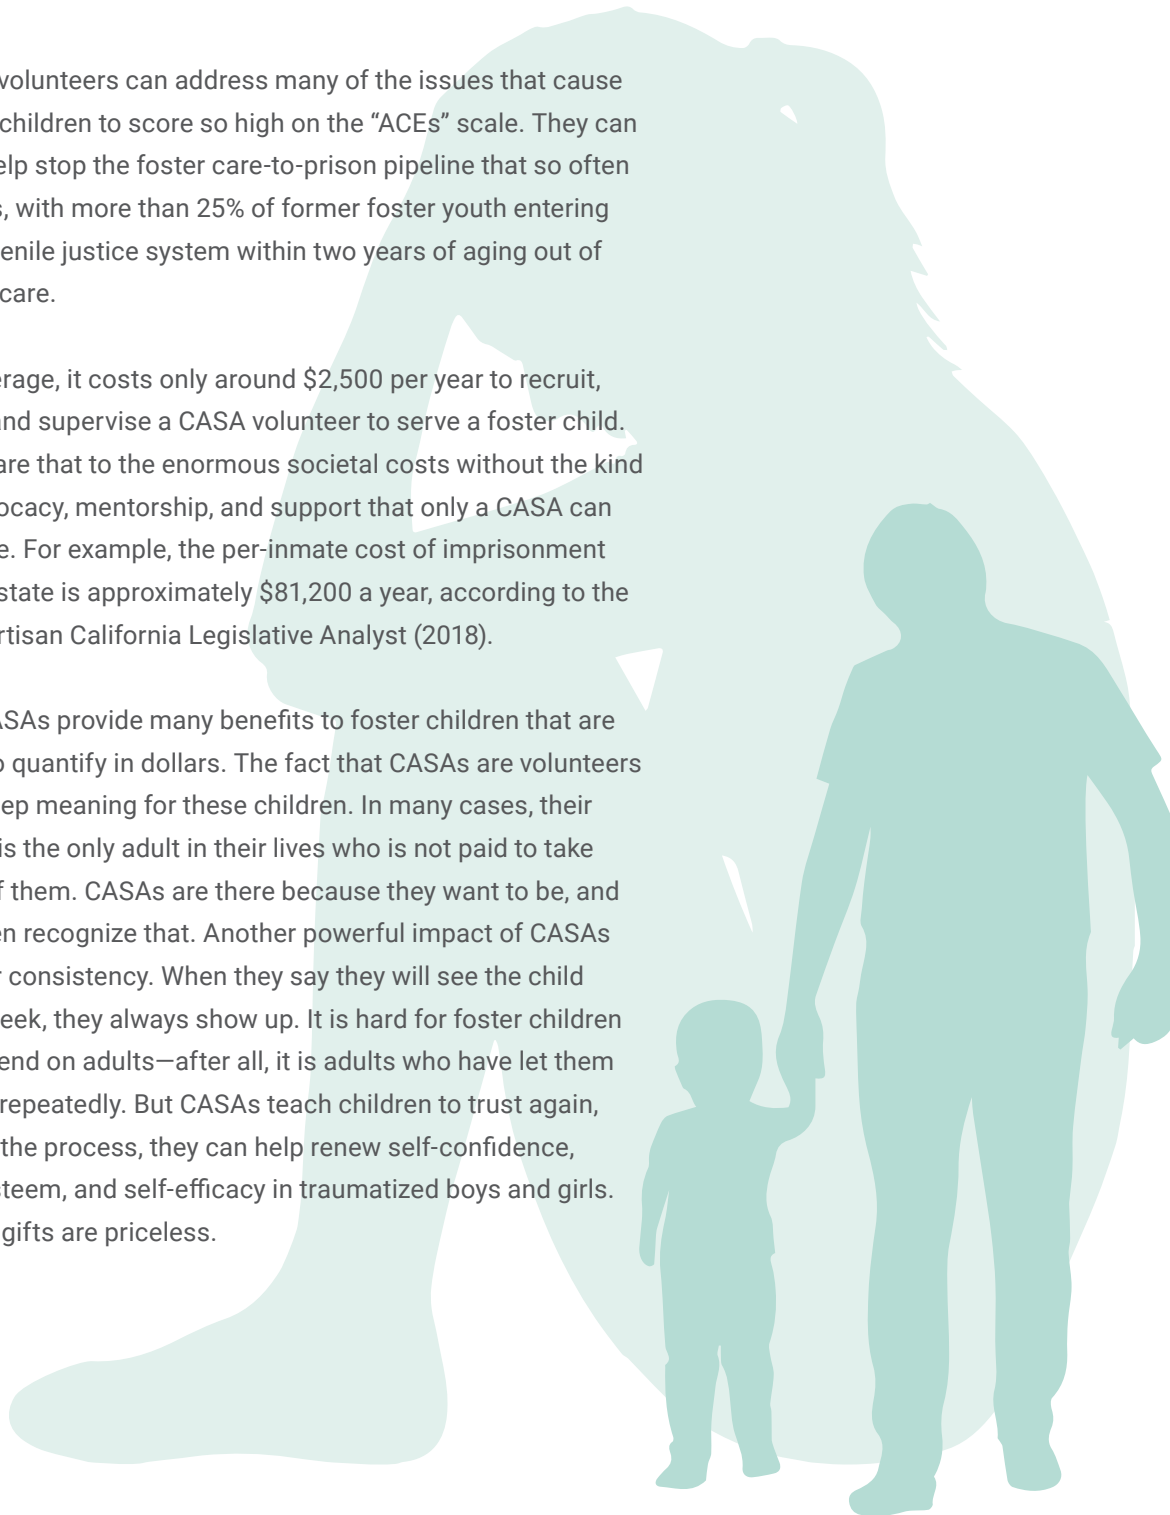 volunteers can address many of the issues that cause
children to score so high on the “ACEs” scale. They can
elp stop the foster care-to-prison pipeline that so often
s, with more than 25% of former foster youth entering
enile justice system within two years of aging out of
care.
erage, it costs only around $2,500 per year to recruit,
and supervise a CASA volunteer to serve a foster child.
are that to the enormous societal costs without the kind
ocacy, mentorship, and support that only a CASA can
e. For example, the per-inmate cost of imprisonment
state is approximately $81,200 a year, according to the
rtisan California Legislative Analyst (2018).
ASAs provide many benefits to foster children that are
o quantify in dollars. The fact that CASAs are volunteers
ep meaning for these children. In many cases, their
is the only adult in their lives who is not paid to take
f them. CASAs are there because they want to be, and
en recognize that. Another powerful impact of CASAs
r consistency. When they say they will see the child
eek, they always show up. It is hard for foster children
end on adults—after all, it is adults who have let them
repeatedly. But CASAs teach children to trust again,
the process, they can help renew self-confidence,
steem, and self-efficacy in traumatized boys and girls.
gifts are priceless.